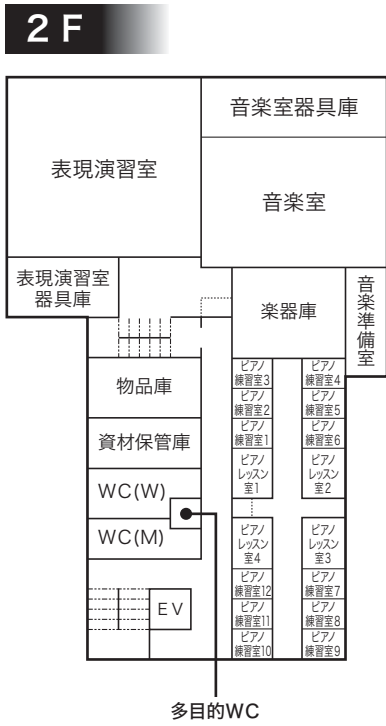 2F
音楽室器具庫
表現演習室
音楽室
表現演習室
器具庫
楽器庫
音楽準備室
物品庫
ピアノ
練習室3
ピアノ
練習室4
ピアノ
練習室2
ピアノ
練習室5
ピアノ
練習室1
ピアノ
練習室6
資材保管庫
ピアノ
レッスン
室1
ピアノ
レッスン
室2
WC(W)
WC(M)
ピアノ
レッスン
室4
ピアノ
レッスン
室3
ピアノ
練習室12
ピアノ
練習室7
EV
ピアノ
練習室11
ピアノ
練習室8
ピアノ
練習室10
ピアノ
練習室9
多目的WC